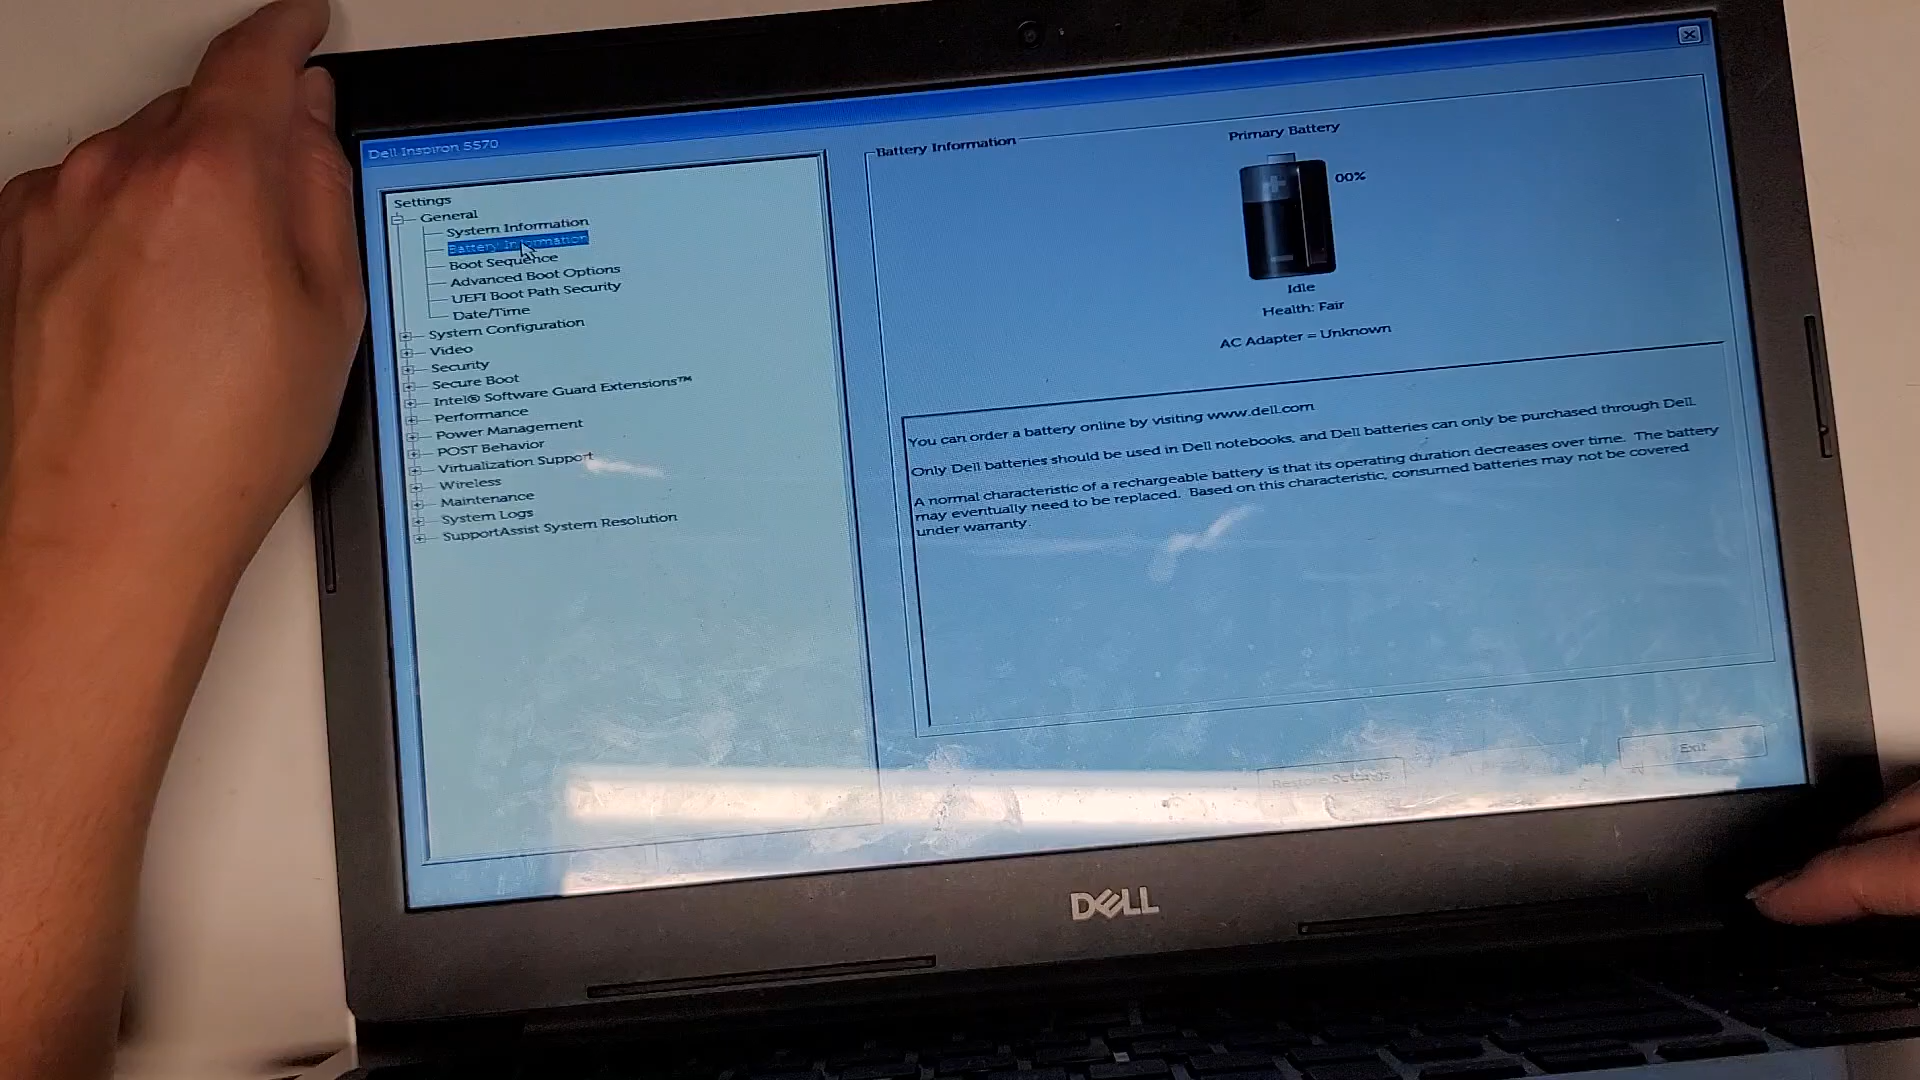 Dell Inspiron 5570
Settings
General
System Information
Battery Information
Boot Sequence
Advanced Boot Options
UEFI Boot Path Security
Date/Time
System Configuration
Video
Security
Secure Boot
Intel® Software Guard Extensions™
Performance
Power Management
POST Behavior
Virtualization Support
Wireless
Maintenance
System Logs
SupportAssist System Resolution
Battery Information
Primary Battery
00%
Idle
Health: Fair
AC Adapter = Unknown
You can order a battery online by visiting www.dell.com
Only Dell batteries should be used in Dell notebooks, and Dell batteries can only be purchased through Dell.
A normal characteristic of a rechargeable battery is that its operating duration decreases over time. The battery
may eventually need to be replaced. Based on this characteristic, consumed batteries may not be covered
under warranty.
Restore Settings
Exit
DELL